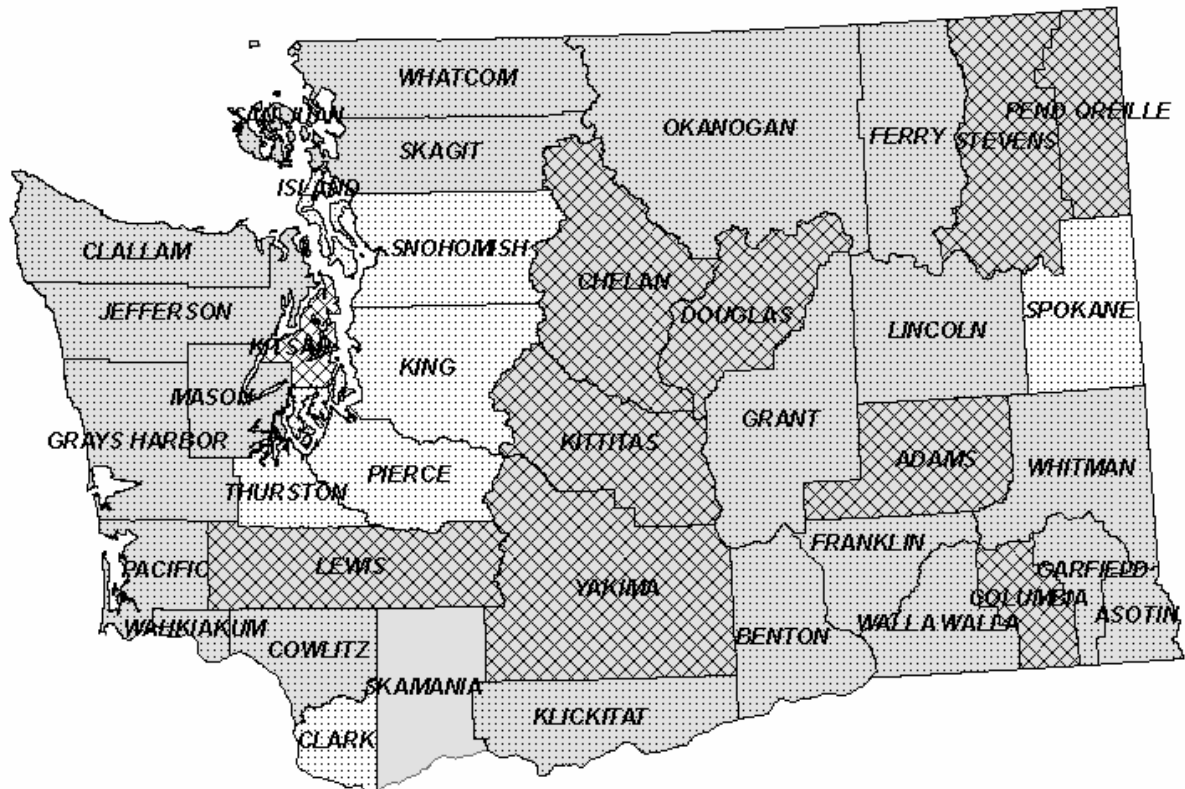 WHATCOM
SAN JUAN
OKANOGAN
FERRY
PEND OREILLE
STEVENS
SKAGIT
ISLAND
CLALLAM
SNOHOMISH
CHELAN
JEFFERSON
DOUGLAS
LINCOLN
SPOKANE
KITSAP
KING
MASON
GRAYS HARBOR
GRANT
KITTITAS
ADAMS
WHITMAN
PIERCE
THURSTON
FRANKLIN
LEWIS
PACIFIC
YAKIMA
GARFIELD
COLUMBIA
ASOTIN
WAHKIAKUM
WALLA WALLA
BENTON
COWLITZ
SKAMANIA
KLICKITAT
CLARK